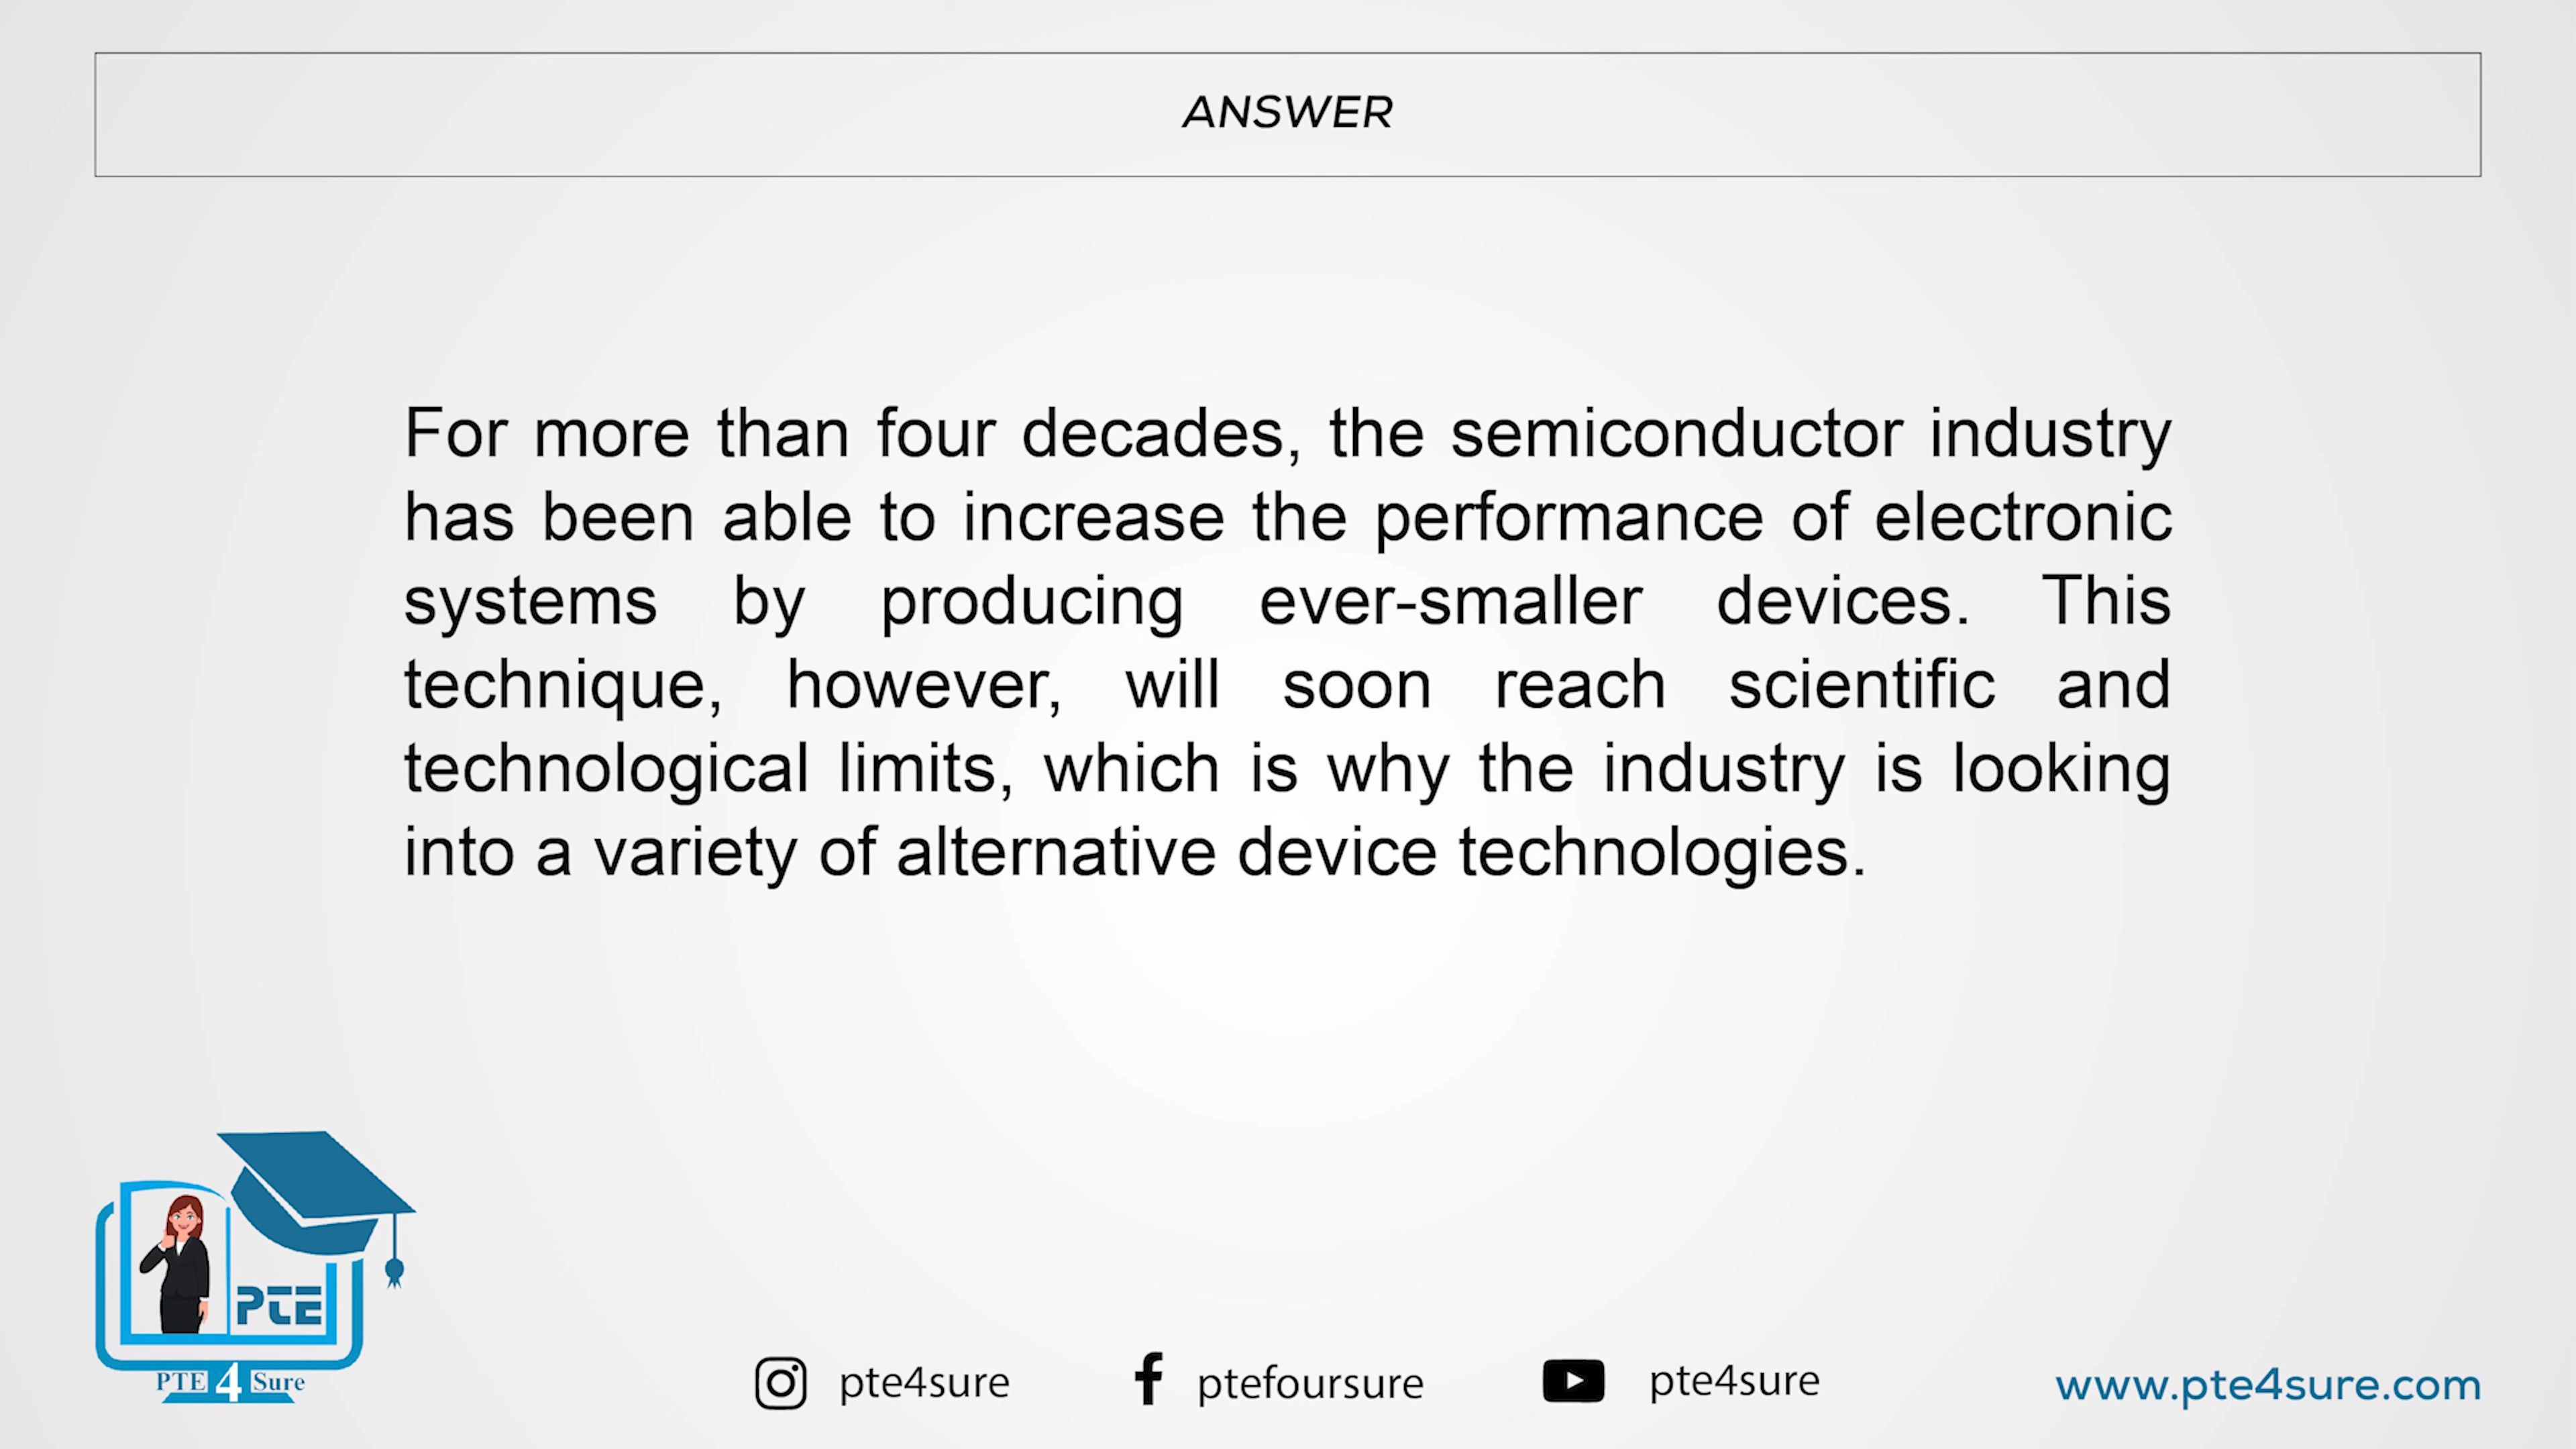 ANSWER
For more than four decades, the semiconductor industry
has been able to increase the performance of electronic
systems by producing ever-smaller devices. This
technique, however, will soon reach scientific and
technological limits, which is why the industry is looking
into a variety of alternative device technologies.
PTE
PTE 4 Sure
pte4sure
ptefoursure
pte4sure
www.pte4sure.com